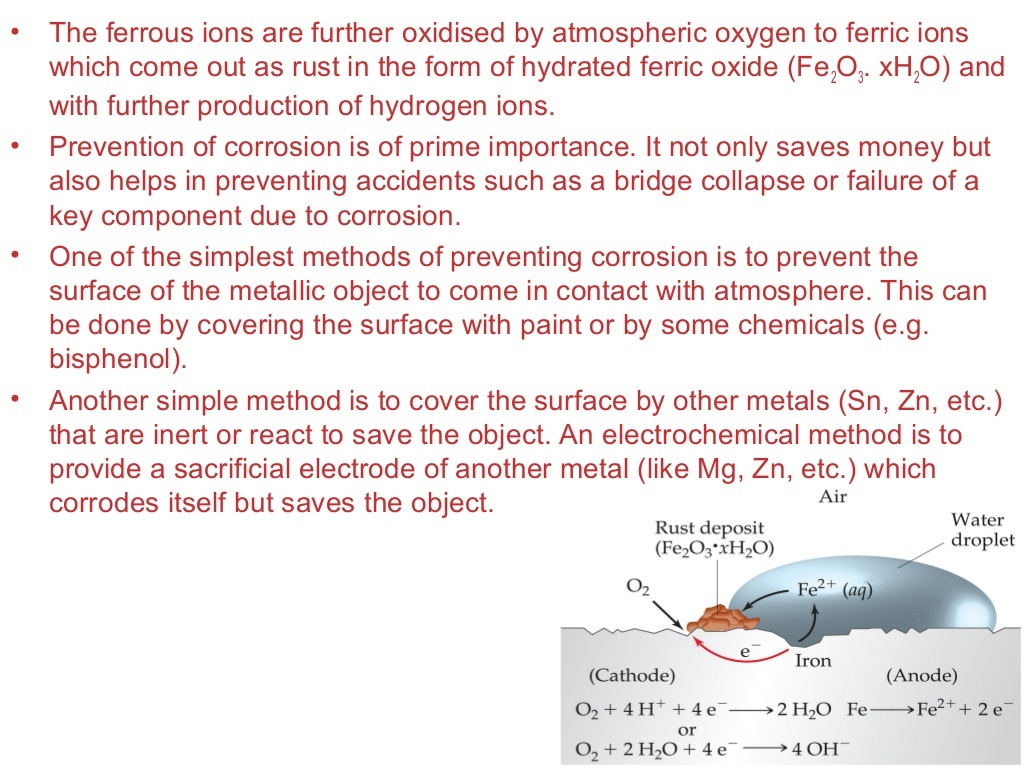 • The ferrous ions are further oxidised by atmospheric oxygen to ferric ions
which come out as rust in the form of hydrated ferric oxide (Fe₂O₃. xH₂O) and
with further production of hydrogen ions.
• Prevention of corrosion is of prime importance. It not only saves money but
also helps in preventing accidents such as a bridge collapse or failure of a
key component due to corrosion.
• One of the simplest methods of preventing corrosion is to prevent the
surface of the metallic object to come in contact with atmosphere. This can
be done by covering the surface with paint or by some chemicals (e.g.
bisphenol).
• Another simple method is to cover the surface by other metals (Sn, Zn, etc.)
that are inert or react to save the object. An electrochemical method is to
provide a sacrificial electrode of another metal (like Mg, Zn, etc.) which
corrodes itself but saves the object.
Air
Water
droplet
Rust deposit
(Fe₂O₃•xH₂O)
O₂
Fe²⁺ (aq)
e⁻
Iron
(Cathode)
(Anode)
O₂ + 4 H⁺ + 4 e⁻ ⟶ 2 H₂O
Fe ⟶ Fe²⁺ + 2 e⁻
or
O₂ + 2 H₂O + 4 e⁻ ⟶ 4 OH⁻